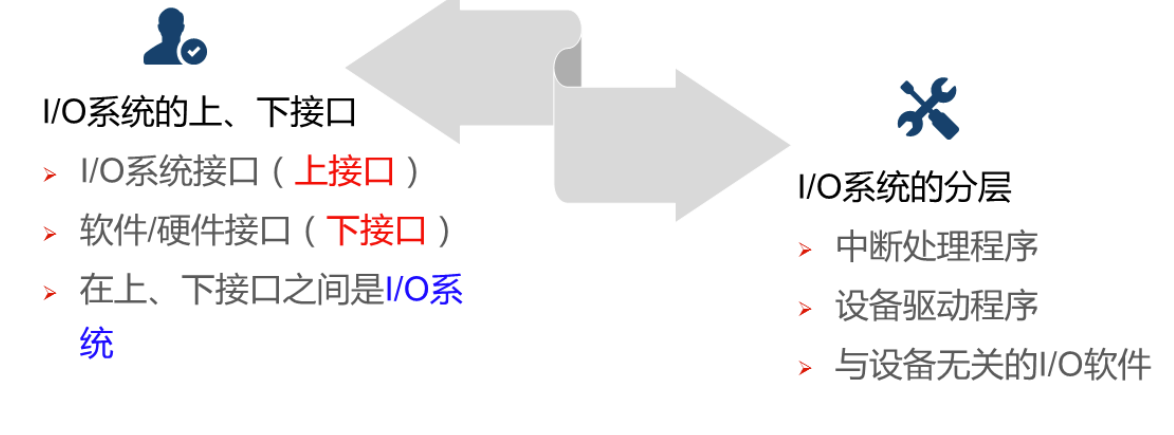 I/O系统的上、下接口
I/O系统接口（上接口）
软件/硬件接口（下接口）
在上、下接口之间是I/O系
统
I/O系统的分层
中断处理程序
设备驱动程序
与设备无关的I/O软件